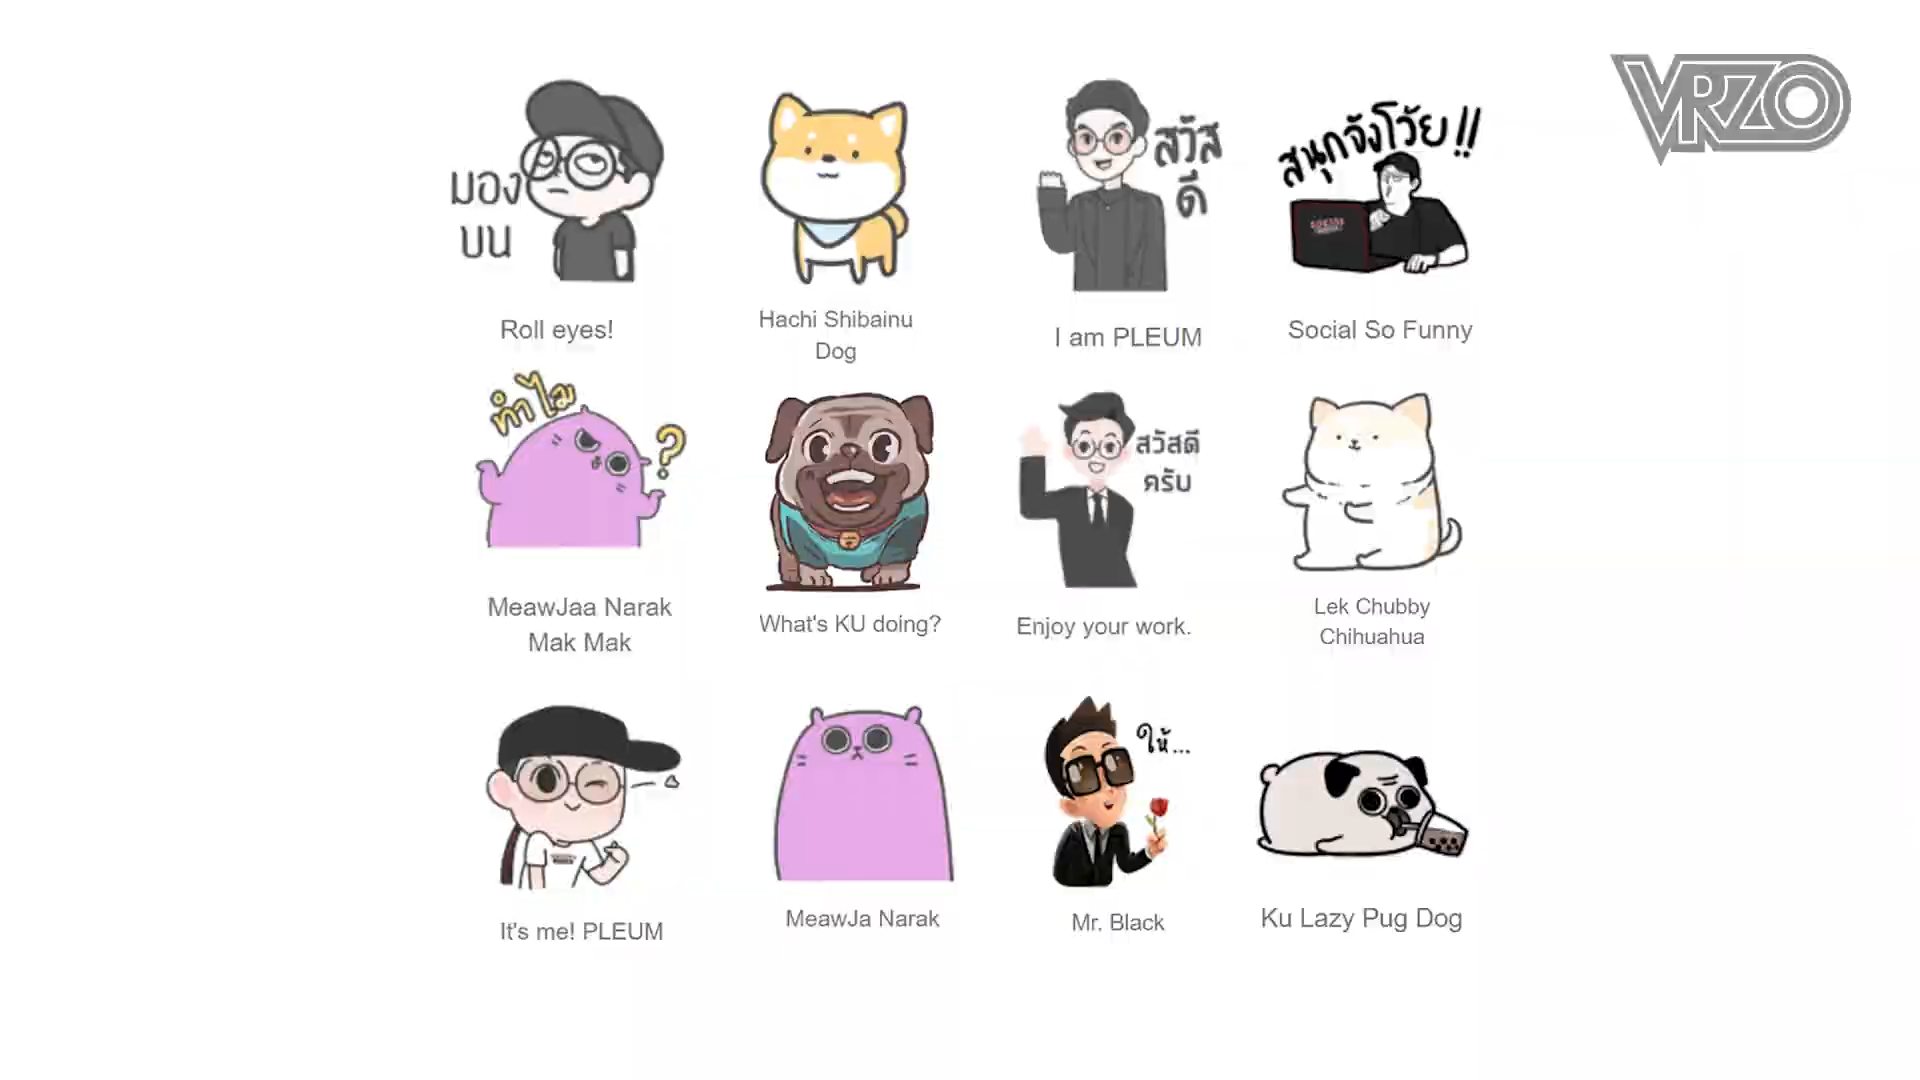 VRZO
มอง
บน
สวัส
ดี
สนุกจังโว้ย !!
Roll eyes!
Hachi Shibainu
Dog
I am PLEUM
Social So Funny
ทำไม
?
สวัสดี
ครับ
MeawJaa Narak
Mak Mak
What's KU doing?
Enjoy your work.
Lek Chubby
Chihuahua
ให้...
It's me! PLEUM
MeawJa Narak
Mr. Black
Ku Lazy Pug Dog